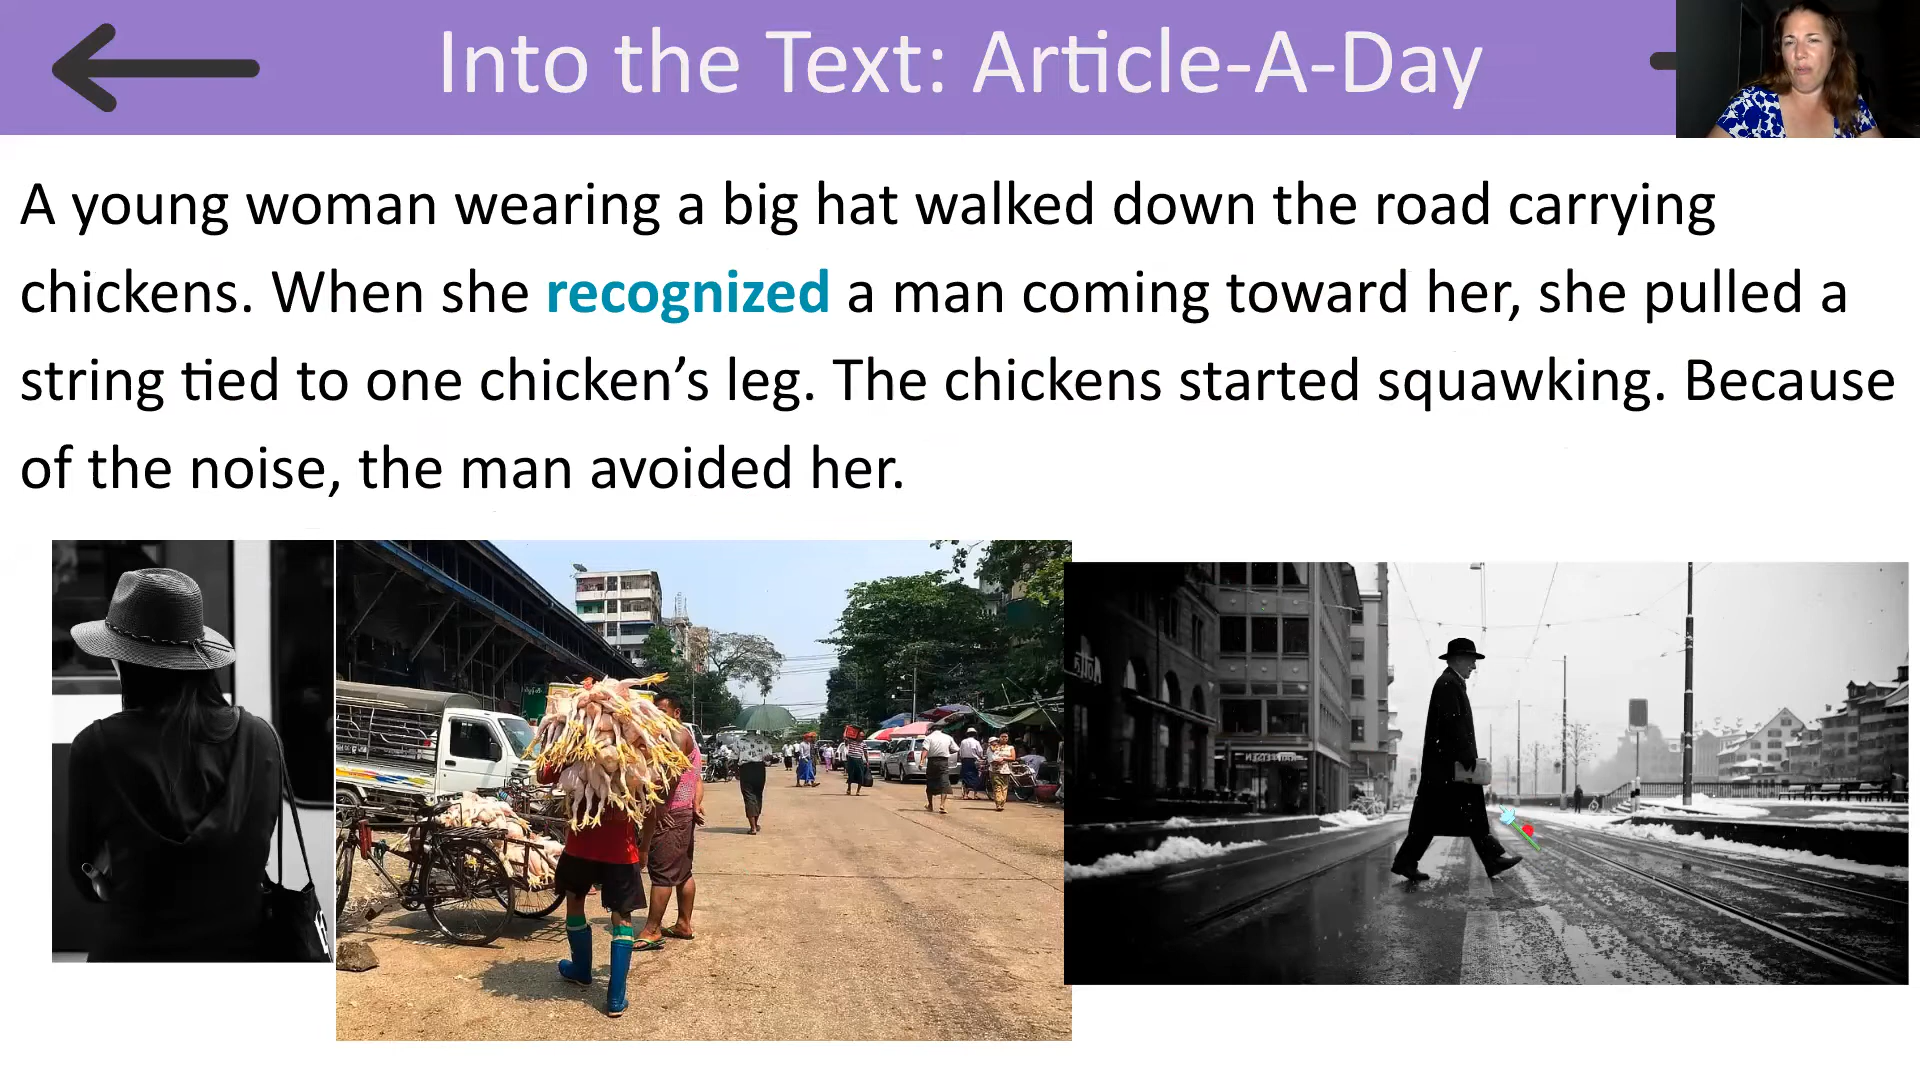 Into the Text: Article-A-Day
A young woman wearing a big hat walked down the road carrying
chickens. When she recognized a man coming toward her, she pulled a
string tied to one chicken’s leg. The chickens started squawking. Because
of the noise, the man avoided her.